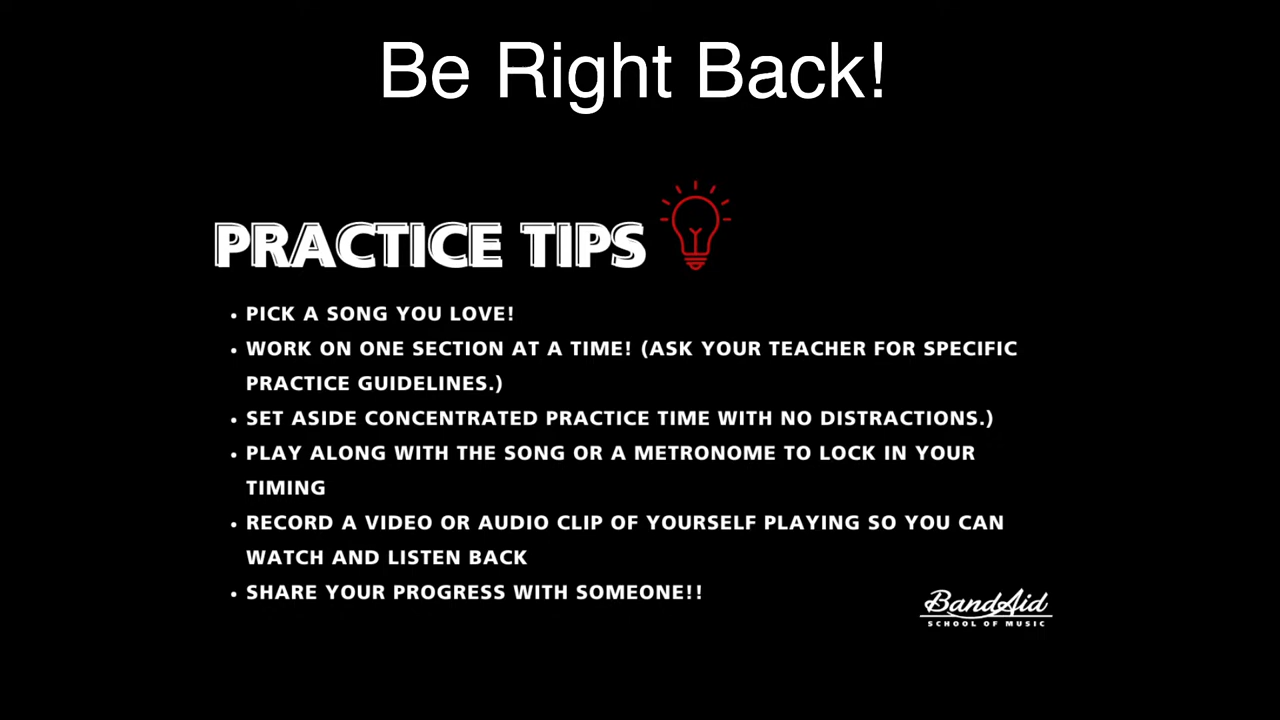 Be Right Back!
PRACTICE TIPS
• PICK A SONG YOU LOVE!
• WORK ON ONE SECTION AT A TIME! (ASK YOUR TEACHER FOR SPECIFIC
PRACTICE GUIDELINES.)
• SET ASIDE CONCENTRATED PRACTICE TIME WITH NO DISTRACTIONS.)
• PLAY ALONG WITH THE SONG OR A METRONOME TO LOCK IN YOUR
TIMING
• RECORD A VIDEO OR AUDIO CLIP OF YOURSELF PLAYING SO YOU CAN
WATCH AND LISTEN BACK
• SHARE YOUR PROGRESS WITH SOMEONE!!
BandAid
SCHOOL OF MUSIC